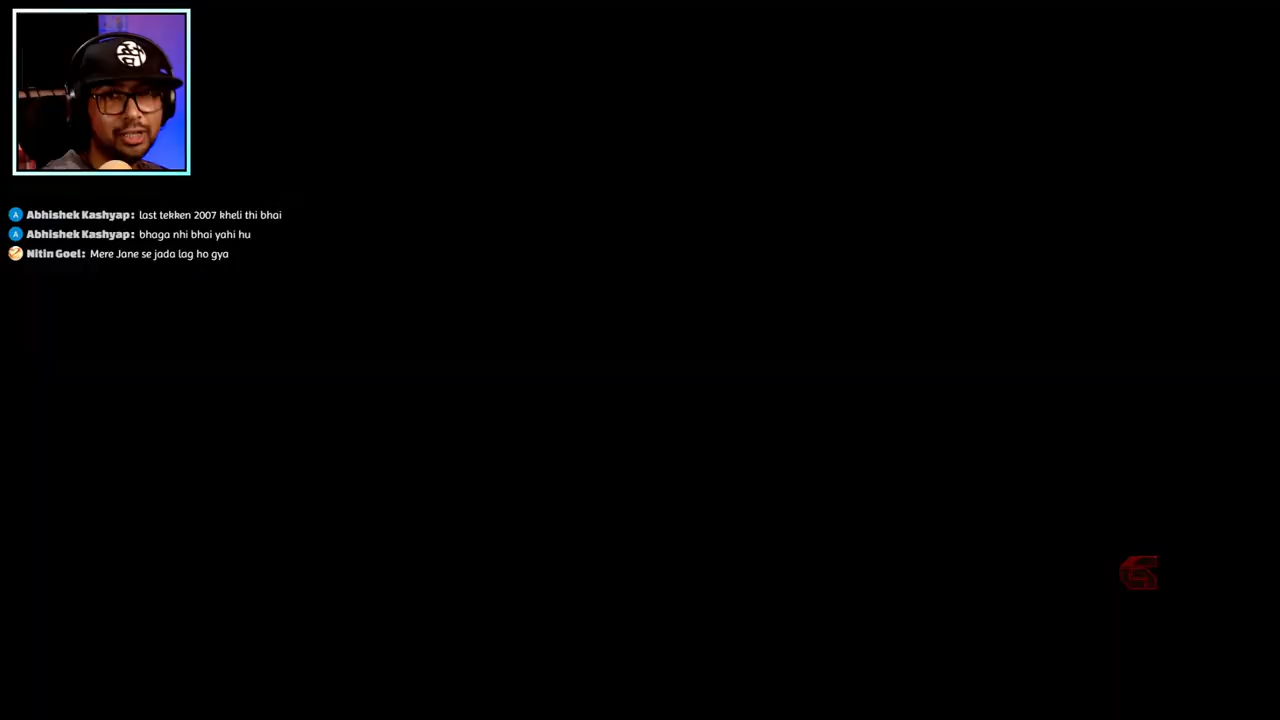 Abhishek Kashyap: last tekken 2007 kheli thi bhai
Abhishek Kashyap: bhaga nhi bhai yahi hu
Nitin Goel: Mere Jane se jada lag ho gya